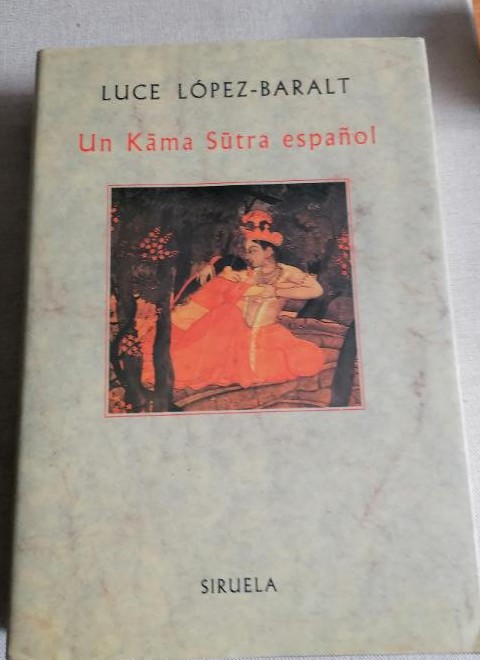 LUCE LÓPEZ-BARALT
Un Kāma Sūtra español
SIRUELA